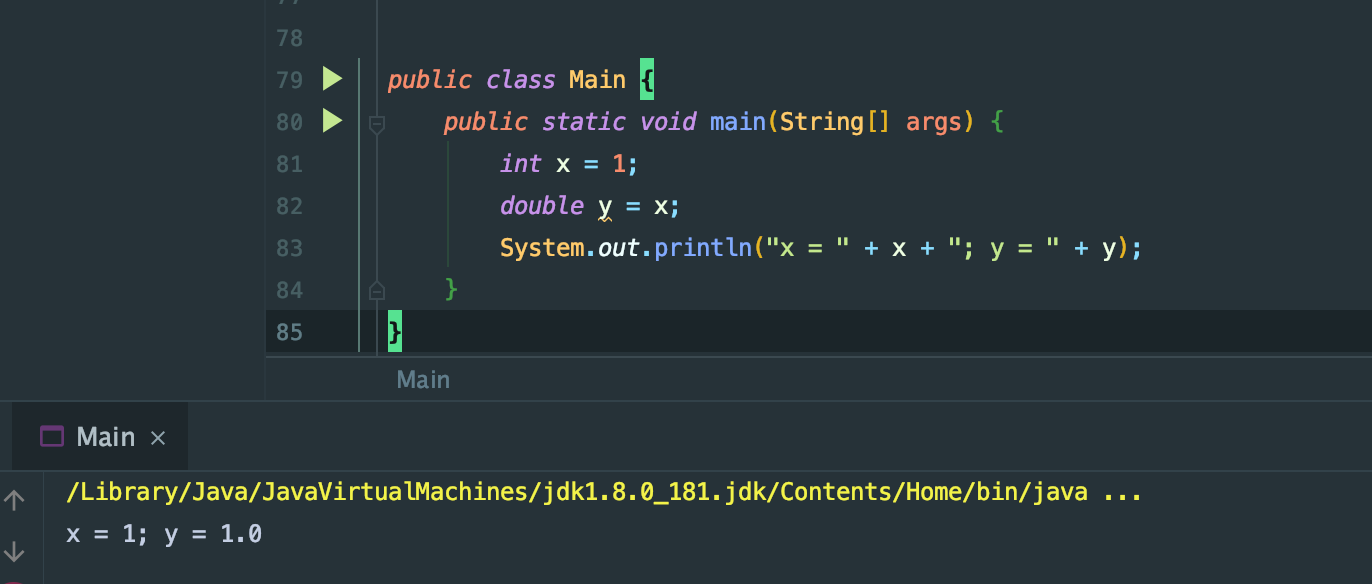 78
79 public class Main {
80 public static void main(String[] args) {
81 int x = 1;
82 double y = x;
83 System.out.println("x = " + x + "; y = " + y);
84 }
85 }
Main
Main ×
/Library/Java/JavaVirtualMachines/jdk1.8.0_181.jdk/Contents/Home/bin/java ...
x = 1; y = 1.0